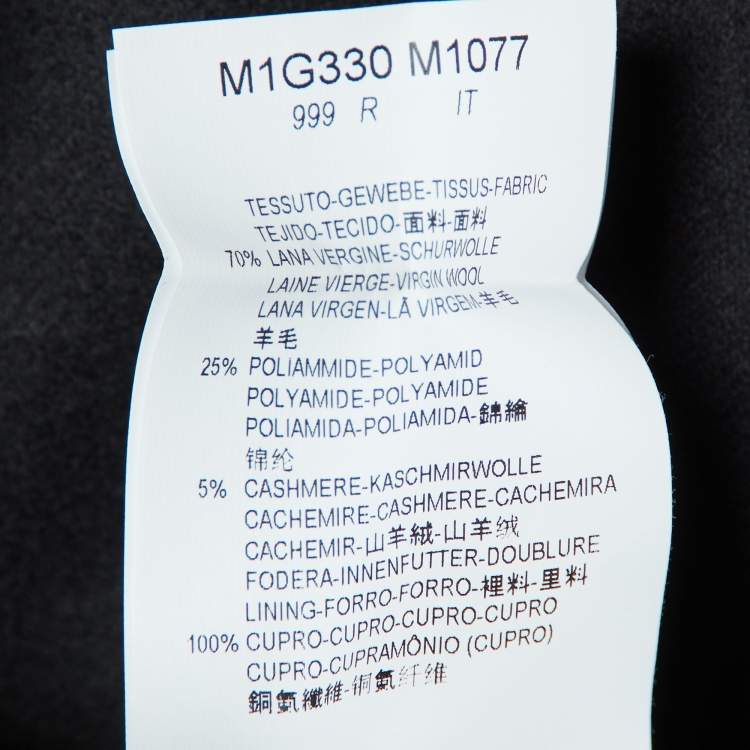 M1G330 M1077
999 R IT
TESSUTO-GEWEBE-TISSUS-FABRIC
TEJIDO-TECIDO-面料-面料
70% LANA VERGINE-SCHURWOLLE
LAINE VIERGE-VIRGIN WOOL
LANA VIRGEN-LÃ VIRGEM-羊毛
羊毛
25% POLIAMMIDE-POLYAMID
POLYAMIDE-POLYAMIDE
POLIAMIDA-POLIAMIDA-錦綸
锦纶
5% CASHMERE-KASCHMIRWOLLE
CACHEMIRE-CASHMERE-CACHEMIRA
CACHEMIR-山羊絨-山羊绒
FODERA-INNENFUTTER-DOUBLURE
LINING-FORRO-FORRO-裡料-里料
100% CUPRO-CUPRO-CUPRO-CUPRO
CUPRO-CUPRAMÔNIO (CUPRO)
銅氨纖維-铜氨纤维